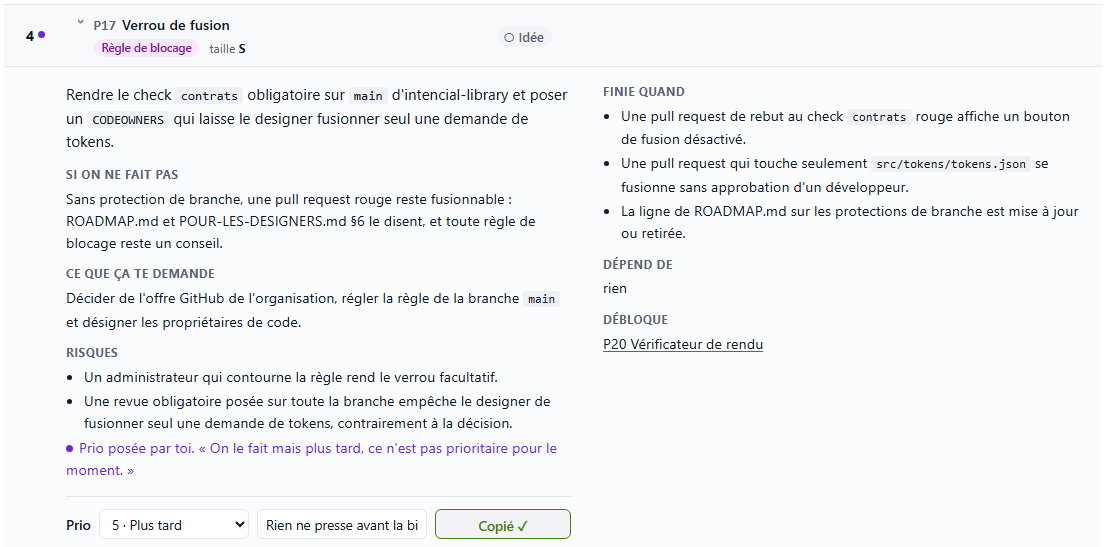 4
P17 Verrou de fusion
Règle de blocage taille S
Idée
Rendre le check contrats obligatoire sur main d'intencial-library et poser
un CODEOWNERS qui laisse le designer fusionner seul une demande de
tokens.
SI ON NE FAIT PAS
Sans protection de branche, une pull request rouge reste fusionnable :
ROADMAP.md et POUR-LES-DESIGNERS.md §6 le disent, et toute règle de
blocage reste un conseil.
CE QUE ÇA TE DEMANDE
Décider de l'offre GitHub de l'organisation, régler la règle de la branche main
et désigner les propriétaires de code.
RISQUES
• Un administrateur qui contourne la règle rend le verrou facultatif.
• Une revue obligatoire posée sur toute la branche empêche le designer de
fusionner seul une demande de tokens, contrairement à la décision.
Prio posée par toi. « On le fait mais plus tard, ce n'est pas prioritaire pour le
moment. »
Prio 5 · Plus tard Rien ne presse avant la bi Copié ✓
FINIE QUAND
• Une pull request de rebut au check contrats rouge affiche un bouton
de fusion désactivé.
• Une pull request qui touche seulement src/tokens/tokens.json se
fusionne sans approbation d'un développeur.
• La ligne de ROADMAP.md sur les protections de branche est mise à jour
ou retirée.
DÉPEND DE
rien
DÉBLOQUE
P20 Vérificateur de rendu